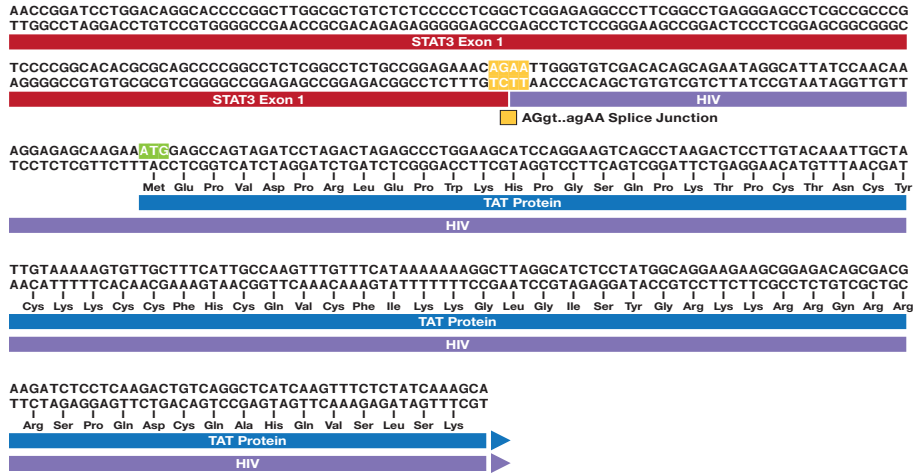 AACCGGATCCTGGACAGGCACCCCGGCTTGGCGCTGTCTCTCCCCCTCGGCTCGGAGAGGCCCTTCGGCCTGAGGGAGCCTCGCCGCCCG
TTGGCCTAGGACCTGTCCGTGGGGCCGAACCGCGACAGAGAGGGGGAGCCGAGCCTCTCCGGGAAGCCGGACTCCCTCGGAGCGGCGGGC
STAT3 Exon 1
TCCCCGGCACACGCGCAGCCCCGGCCTCTCGGCCTCTGCCGGAGAAACAGAATTGGGTGTCGACACAGCAGAATAGGCATTATCCAACAA
AGGGGCCGTGTGCGCGTCGGGGCCGGAGAGCCGGAGACGGCCTCTTTGTCTTAACCCACAGCTGTGTCGTCTTATCCGTAATAGGTTGTT
STAT3 Exon 1 HIV
AGgt..agAA Splice Junction
AGGAGAGCAAGAAATGGAGCCAGTAGATCCTAGACTAGAGCCCTGGAAGCATCCAGGAAGTCAGCCTAAGACTCCTTGTACAAATTGCTA
TCCTCTCGTTCTTTACCTCGGTCATCTAGGATCTGATCTCGGGACCTTCGTAGGTCCTTCAGTCGGATTCTGAGGAACATGTTTAACGAT
Met Glu Pro Val Asp Pro Arg Leu Glu Pro Trp Lys His Pro Gly Ser Gln Pro Lys Thr Pro Cys Thr Asn Cys Tyr
TAT Protein
HIV
TTGTAAAAAGTGTTGCTTTCATTGCCAAGTTTGTTTCATAAAAAAAGGCTTAGGCATCTCCTATGGCAGGAAGAAGCGGAGACAGCGACG
AACATTTTTCACAACGAAAGTAACGGTTCAAACAAAGTATTTTTTTCCGAATCCGTAGAGGATACCGTCCTTCTTCGCCTCTGTCGCTGC
Cys Lys Lys Cys Cys Phe His Cys Gln Val Cys Phe Ile Lys Lys Gly Leu Gly Ile Ser Tyr Gly Arg Lys Lys Arg Arg Gyn Arg Arg
TAT Protein
HIV
AAGATCTCCTCAAGACTGTCAGGCTCATCAAGTTTCTCTATCAAAGCA
TTCTAGAGGAGTTCTGACAGTCCGAGTAGTTCAAAGAGATAGTTTCGT
Arg Ser Pro Gln Asp Cys Gln Ala His Gln Val Ser Leu Ser Lys
TAT Protein
HIV